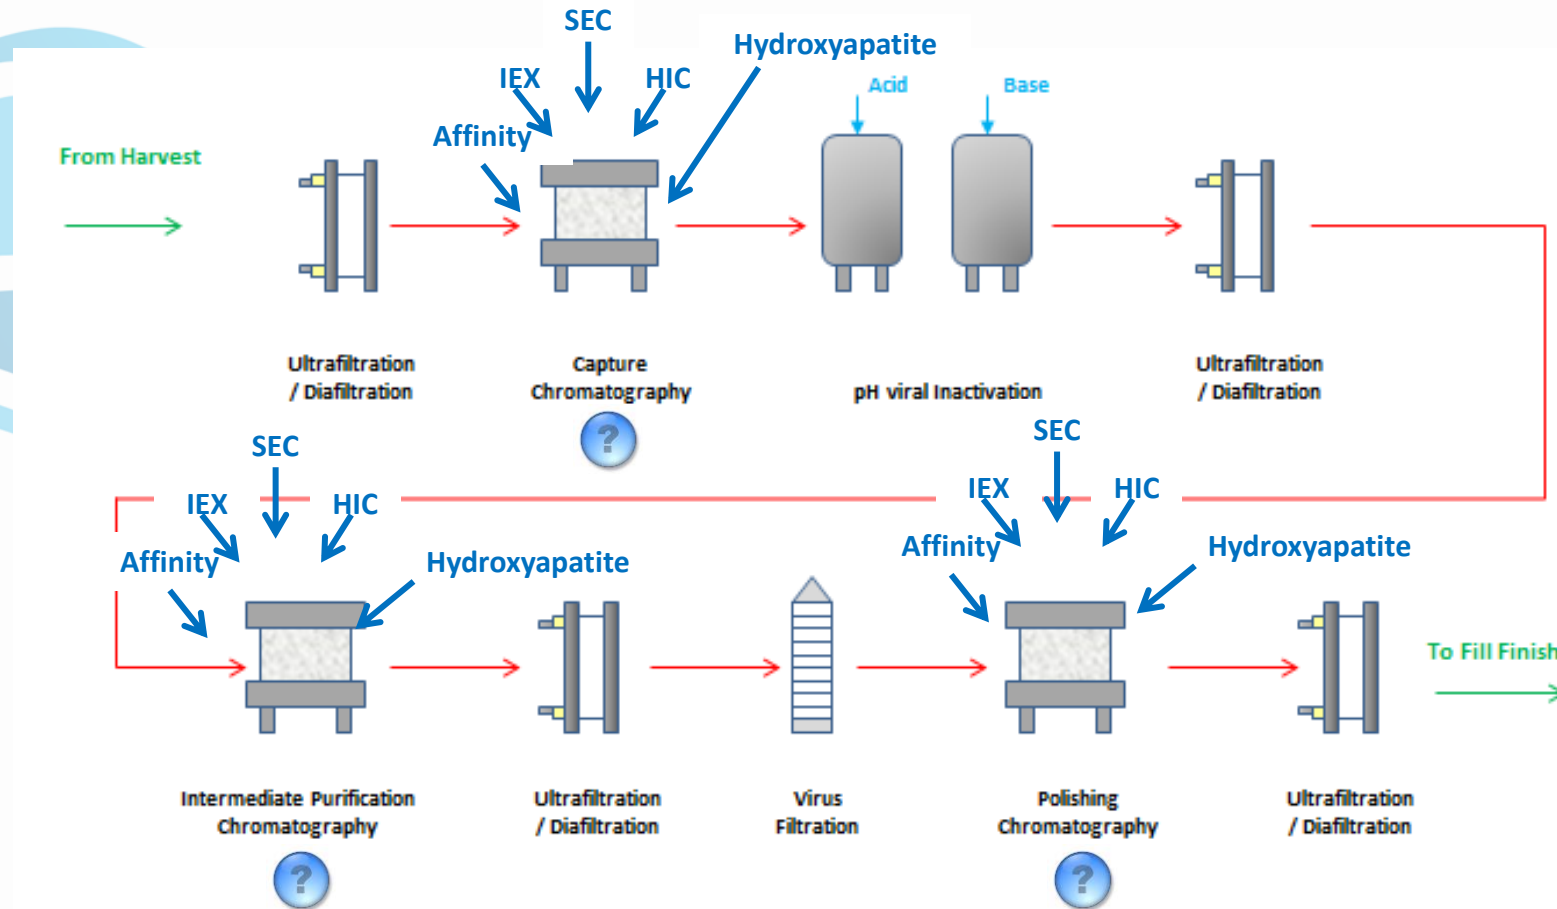 SEC
Hydroxyapatite
IEX
HIC
Affinity
Acid
Base
From Harvest
Ultrafiltration
/ Diafiltration
Capture
Chromatography
?
pH viral Inactivation
Ultrafiltration
/ Diafiltration
SEC
IEX
HIC
Affinity
Hydroxyapatite
SEC
IEX
HIC
Affinity
Hydroxyapatite
To Fill Finish
Intermediate Purification
Chromatography
?
Ultrafiltration
/ Diafiltration
Virus
Filtration
Polishing
Chromatography
?
Ultrafiltration
/ Diafiltration